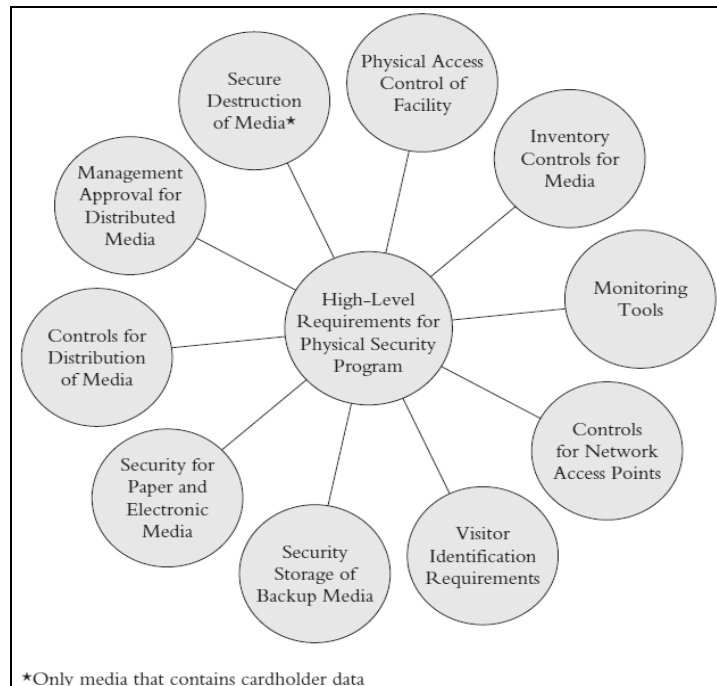 High-Level
Requirements for
Physical Security
Program
Physical Access
Control of
Facility
Inventory
Controls for
Media
Monitoring
Tools
Controls
for Network
Access Points
Visitor
Identification
Requirements
Security
Storage of
Backup Media
Security for
Paper and
Electronic
Media
Controls for
Distribution
of Media
Management
Approval for
Distributed
Media
Secure
Destruction
of Media★
★Only media that contains cardholder data